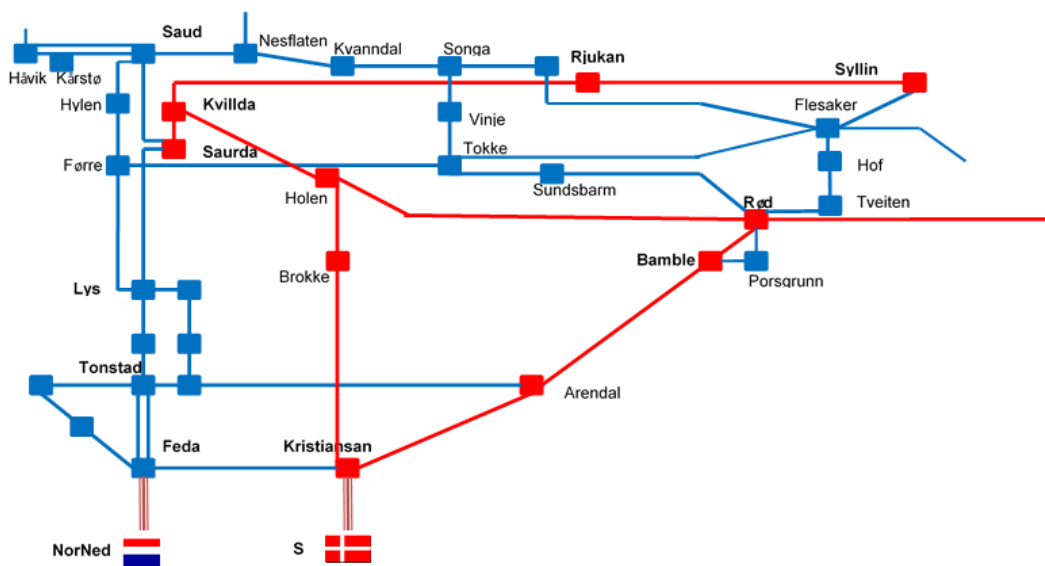 Saud
Nesflaten
Kvanndal
Songa
Rjukan
Syllin
Håvik
Kårstø
Hylen
Kvillda
Vinje
Flesaker
Saurda
Tokke
Førre
Holen
Sundsbarm
Hof
Rød
Tveiten
Brokke
Bamble
Porsgrunn
Lys
Tonstad
Arendal
Feda
Kristiansan
NorNed
S